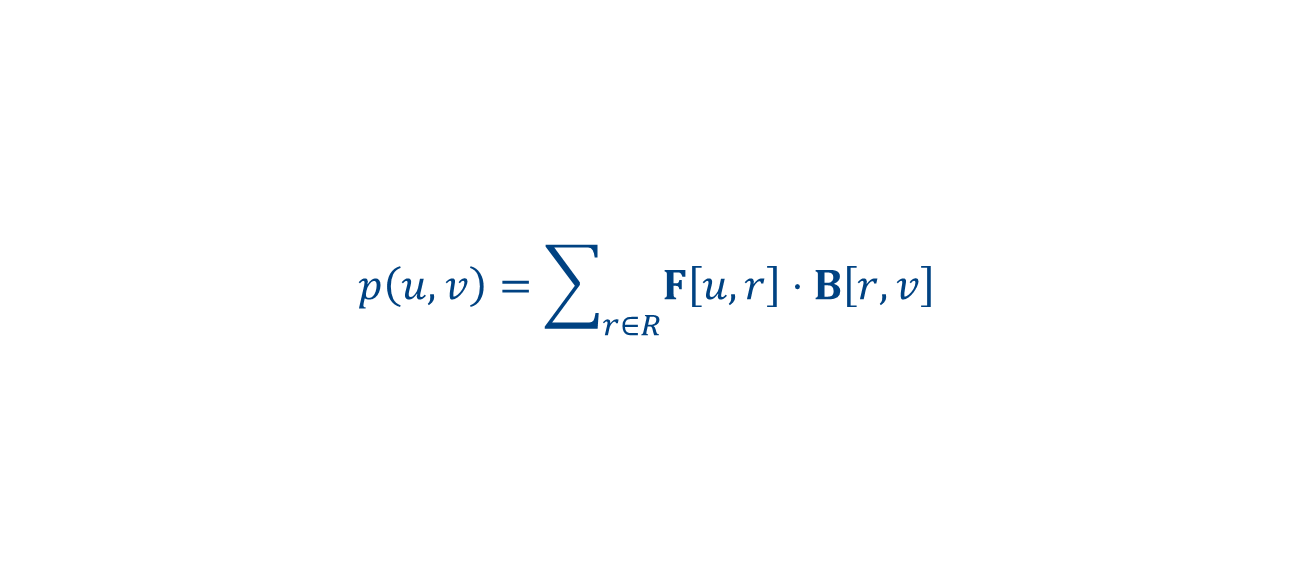 p(u, v) = ∑_{r∈R} F[u, r] · B[r, v]